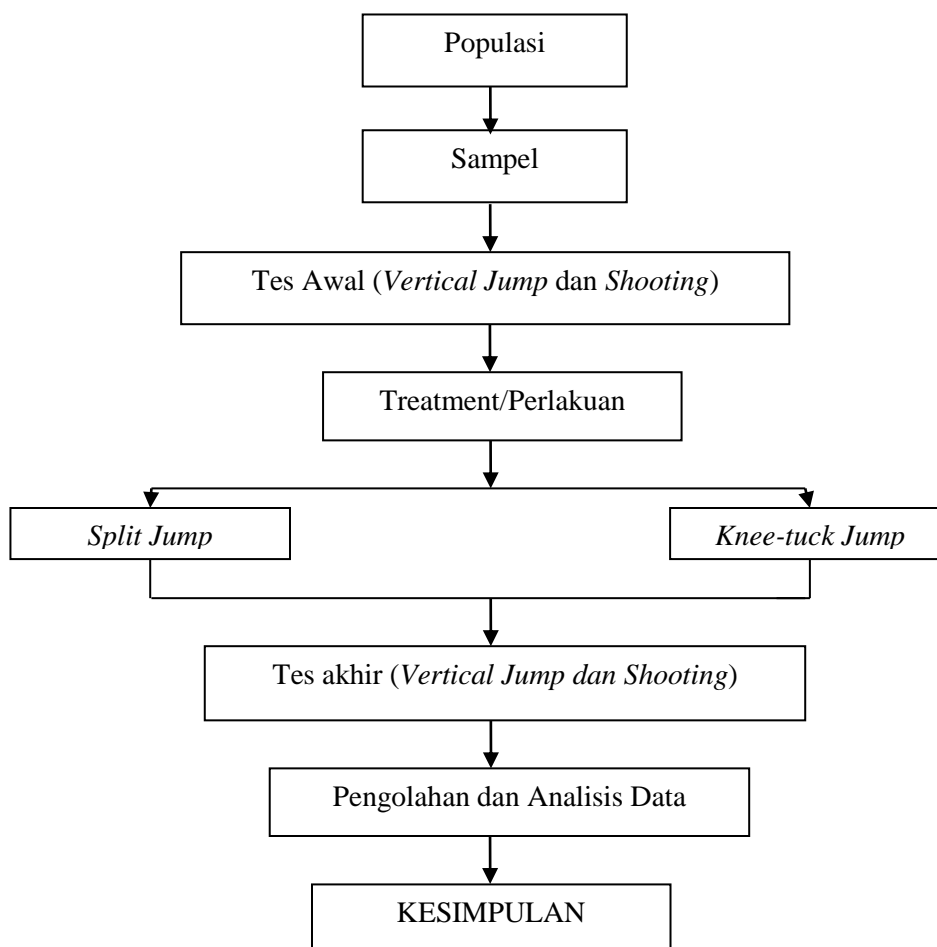 Populasi
Sampel
Tes Awal (Vertical Jump dan Shooting)
Treatment/Perlakuan
Split Jump
Knee-tuck Jump
Tes akhir (Vertical Jump dan Shooting)
Pengolahan dan Analisis Data
KESIMPULAN